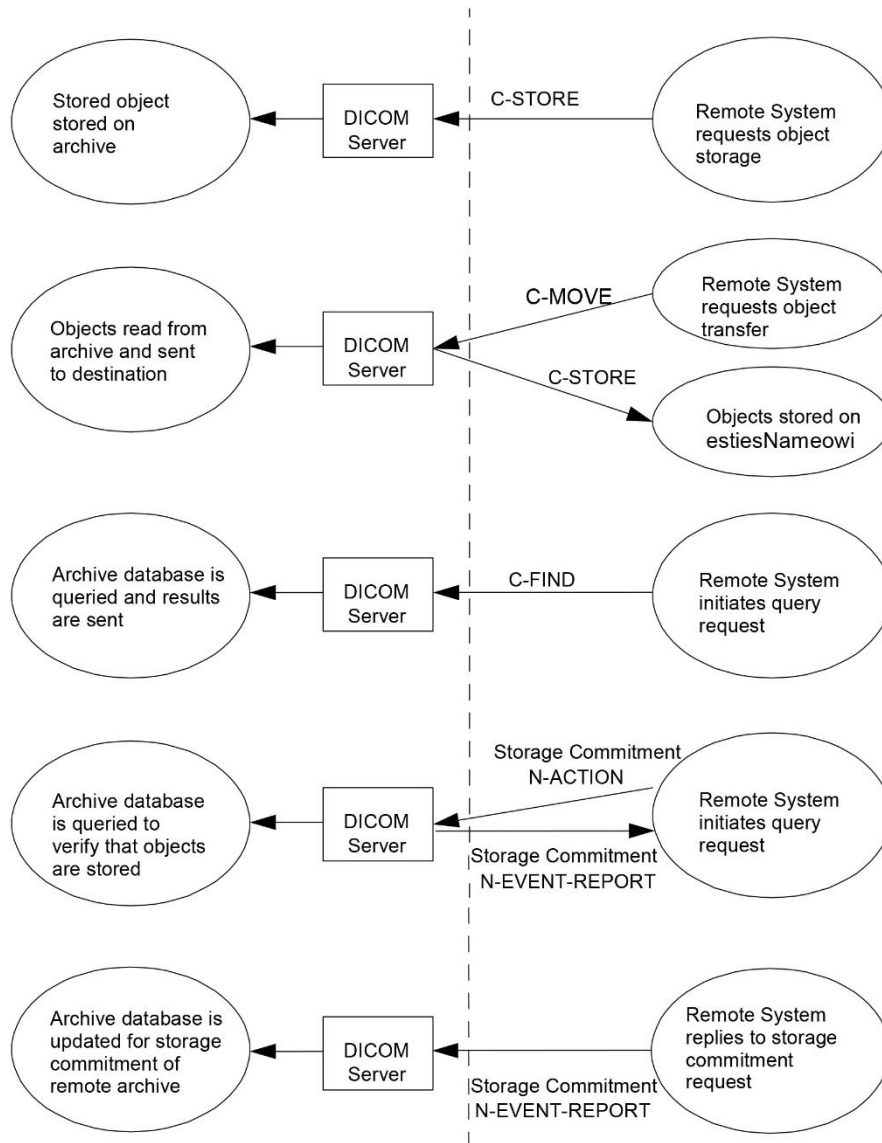 Stored object
stored on
archive
DICOM
Server
C-STORE
Remote System
requests object
storage
Objects read from
archive and sent
to destination
DICOM
Server
C-MOVE
C-STORE
Remote System
requests object
transfer
Objects stored on
estiesNameowi
Archive database is
queried and results
are sent
DICOM
Server
C-FIND
Remote System
initiates query
request
Archive database
is queried to
verify that objects
are stored
DICOM
Server
Storage Commitment
N-ACTION
Storage Commitment
N-EVENT-REPORT
Remote System
initiates query
request
Archive database is
updated for storage
commitment of
remote archive
DICOM
Server
Storage Commitment
N-EVENT-REPORT
Remote System
replies to storage
commitment
request